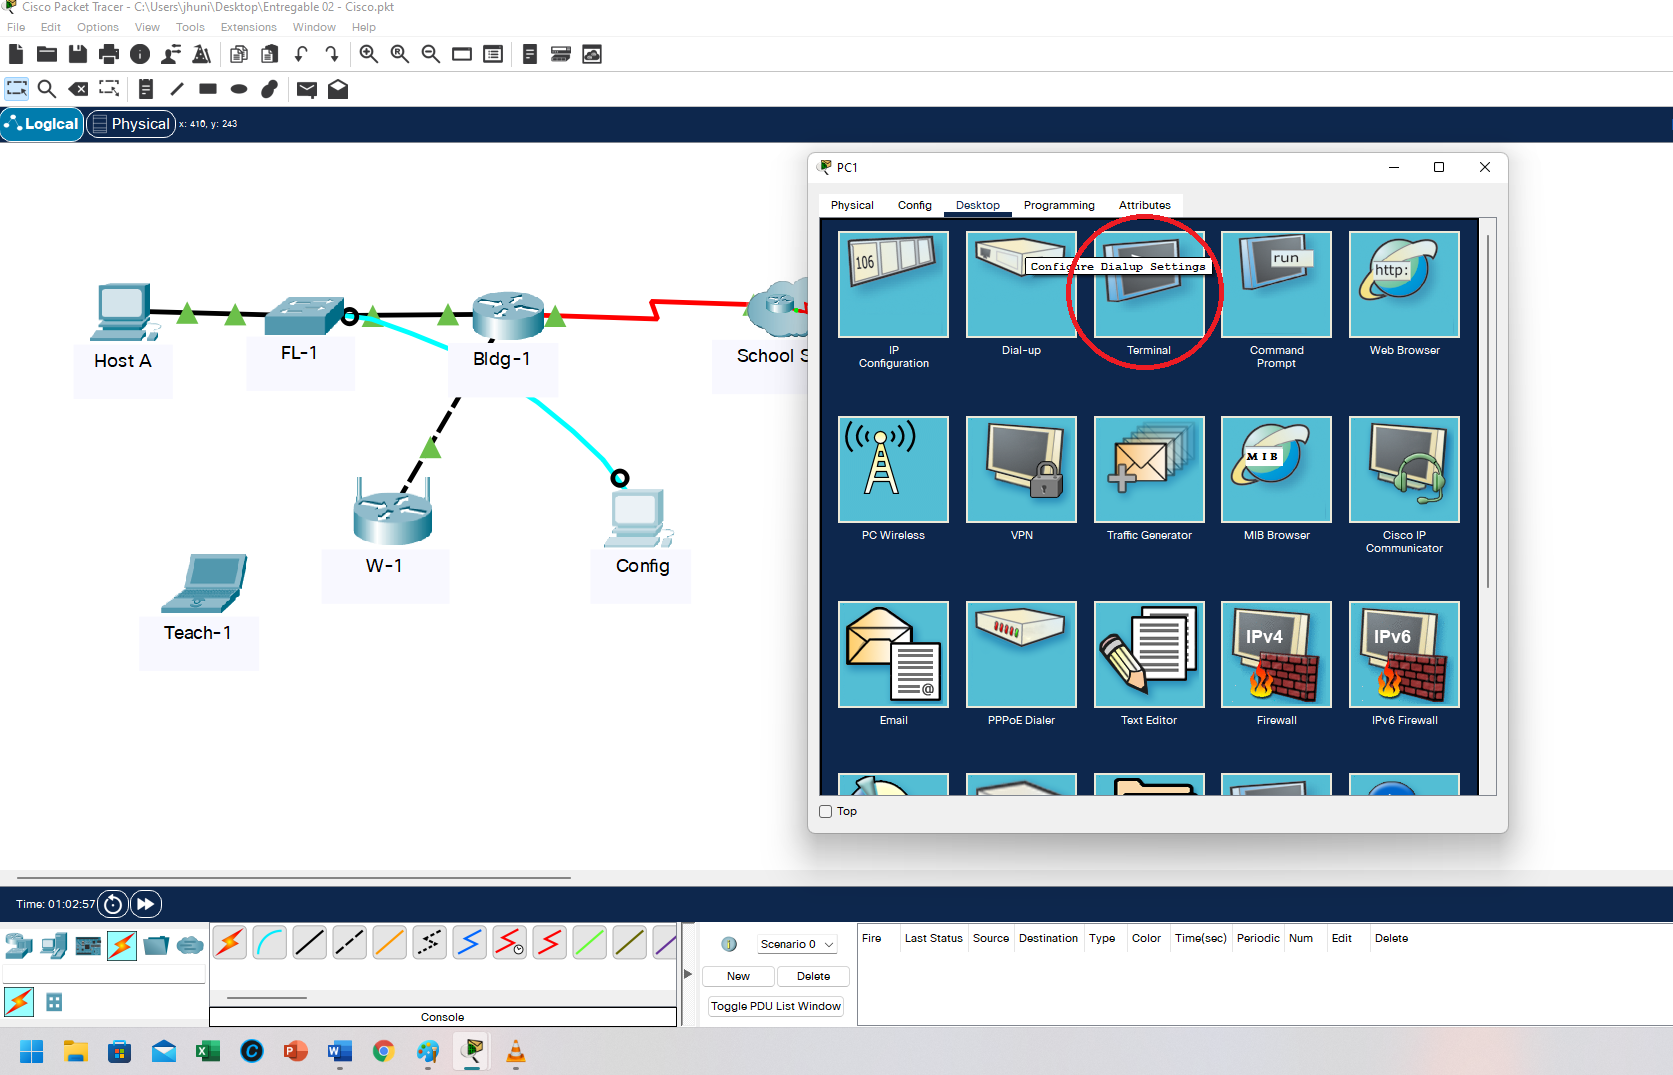 Cisco Packet Tracer - C:\Users\jhuni\Desktop\Entregable 02 - Cisco.pkt
File Edit Options View Tools Extensions Window Help
Logical Physical x: 410, y: 243
PC1
Physical Config Desktop Programming Attributes
106
run
http:
Configure Dialup Settings
IP
Configuration
Dial-up
Terminal
Command
Prompt
Web Browser
Host A
FL-1
Bldg-1
School S
MIB
PC Wireless
VPN
Traffic Generator
MIB Browser
Cisco IP
Communicator
W-1
Config
Teach-1
IPv4
IPv6
@
Email
PPPoE Dialer
Text Editor
Firewall
IPv6 Firewall
Top
Time: 01:02:57
Scenario 0
New Delete
Toggle PDU List Window
Console
Fire Last Status Source Destination Type Color Time(sec) Periodic Num Edit Delete